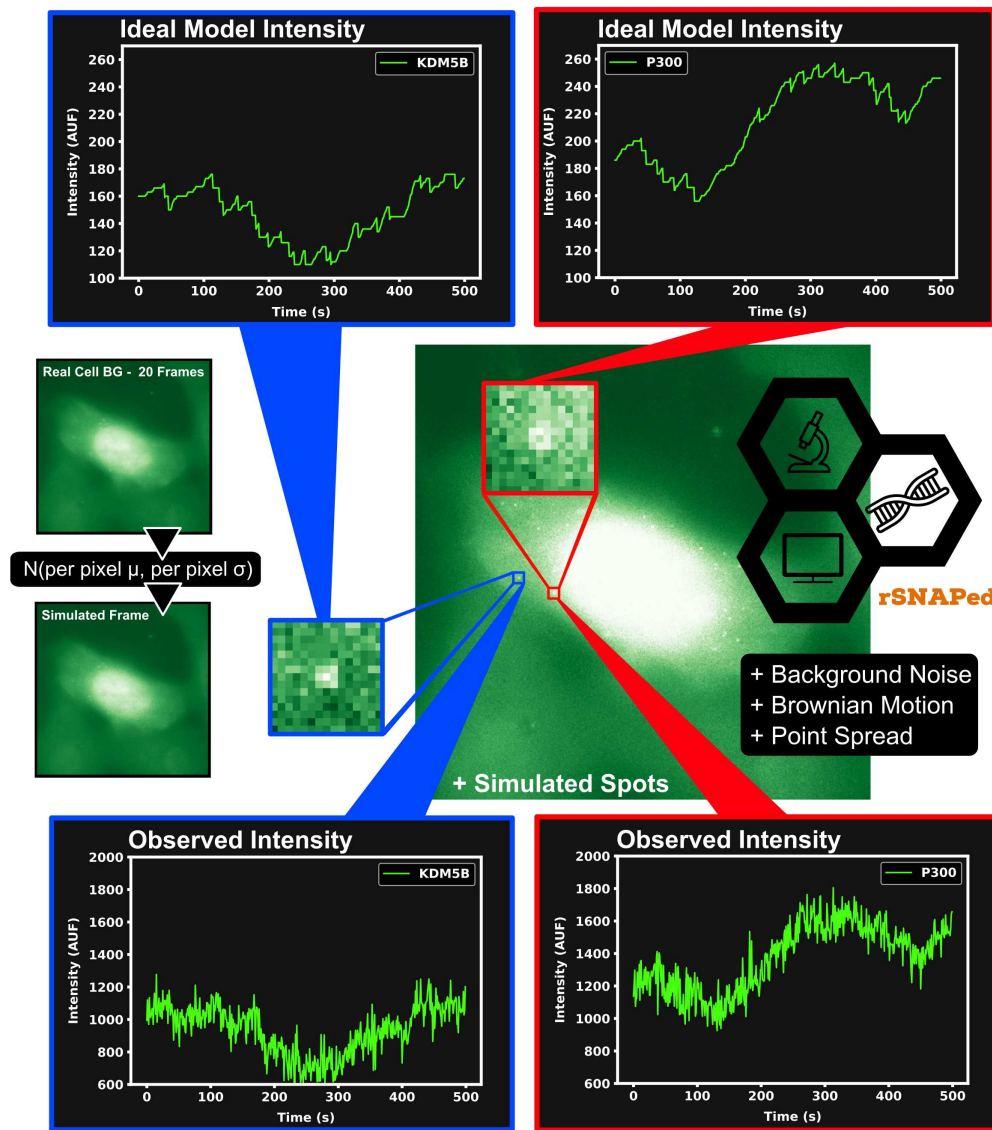 Ideal Model Intensity
KDM5B
Intensity (AUF)
260
240
220
200
180
160
140
120
100
0 100 200 300 400 500
Time (s)
Ideal Model Intensity
P300
Intensity (AUF)
260
240
220
200
180
160
140
120
100
0 100 200 300 400 500
Time (s)
Real Cell BG - 20 Frames
N(per pixel μ, per pixel σ)
Simulated Frame
rSNAPed
+ Background Noise
+ Brownian Motion
+ Point Spread
+ Simulated Spots
Observed Intensity
KDM5B
Intensity (AUF)
2000
1800
1600
1400
1200
1000
800
600
0 100 200 300 400 500
Time (s)
Observed Intensity
P300
Intensity (AUF)
2000
1800
1600
1400
1200
1000
800
600
0 100 200 300 400 500
Time (s)